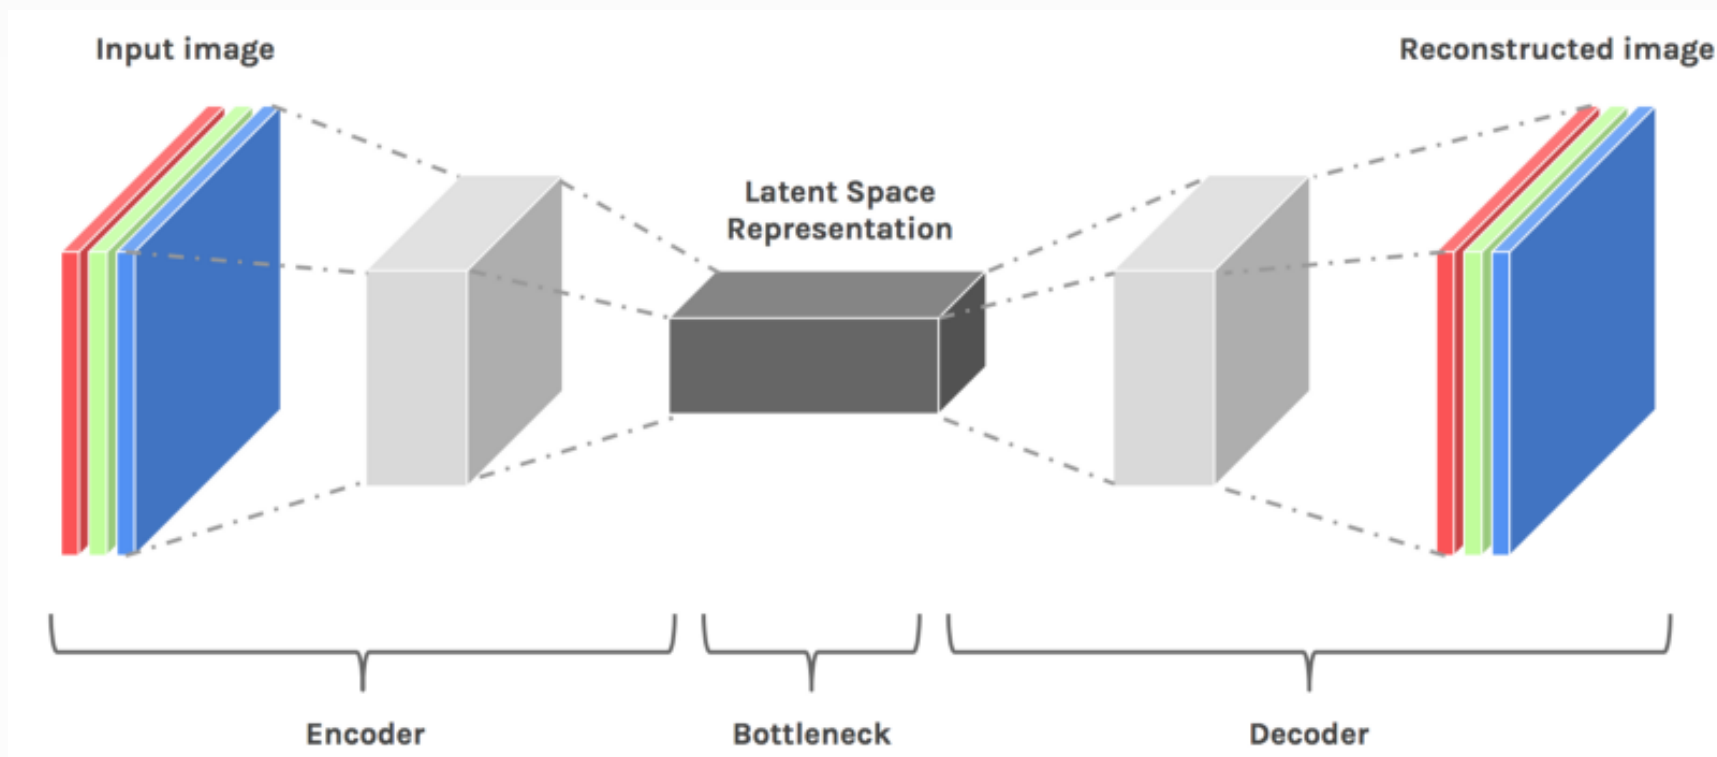 Input image
Reconstructed image
Latent Space
Representation
Encoder
Bottleneck
Decoder